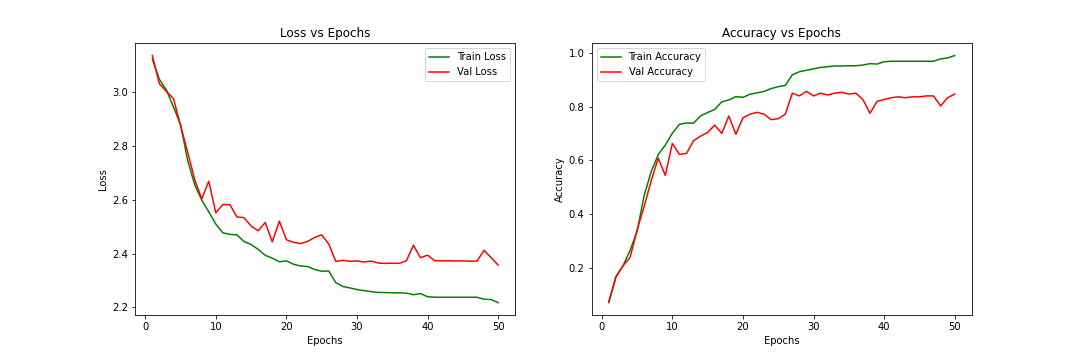 Loss vs Epochs
Train Loss
Val Loss
3.0
2.8
2.6
2.4
2.2
Loss
0 10 20 30 40 50
Epochs
Accuracy vs Epochs
Train Accuracy
Val Accuracy
1.0
0.8
0.6
0.4
0.2
Accuracy
0 10 20 30 40 50
Epochs